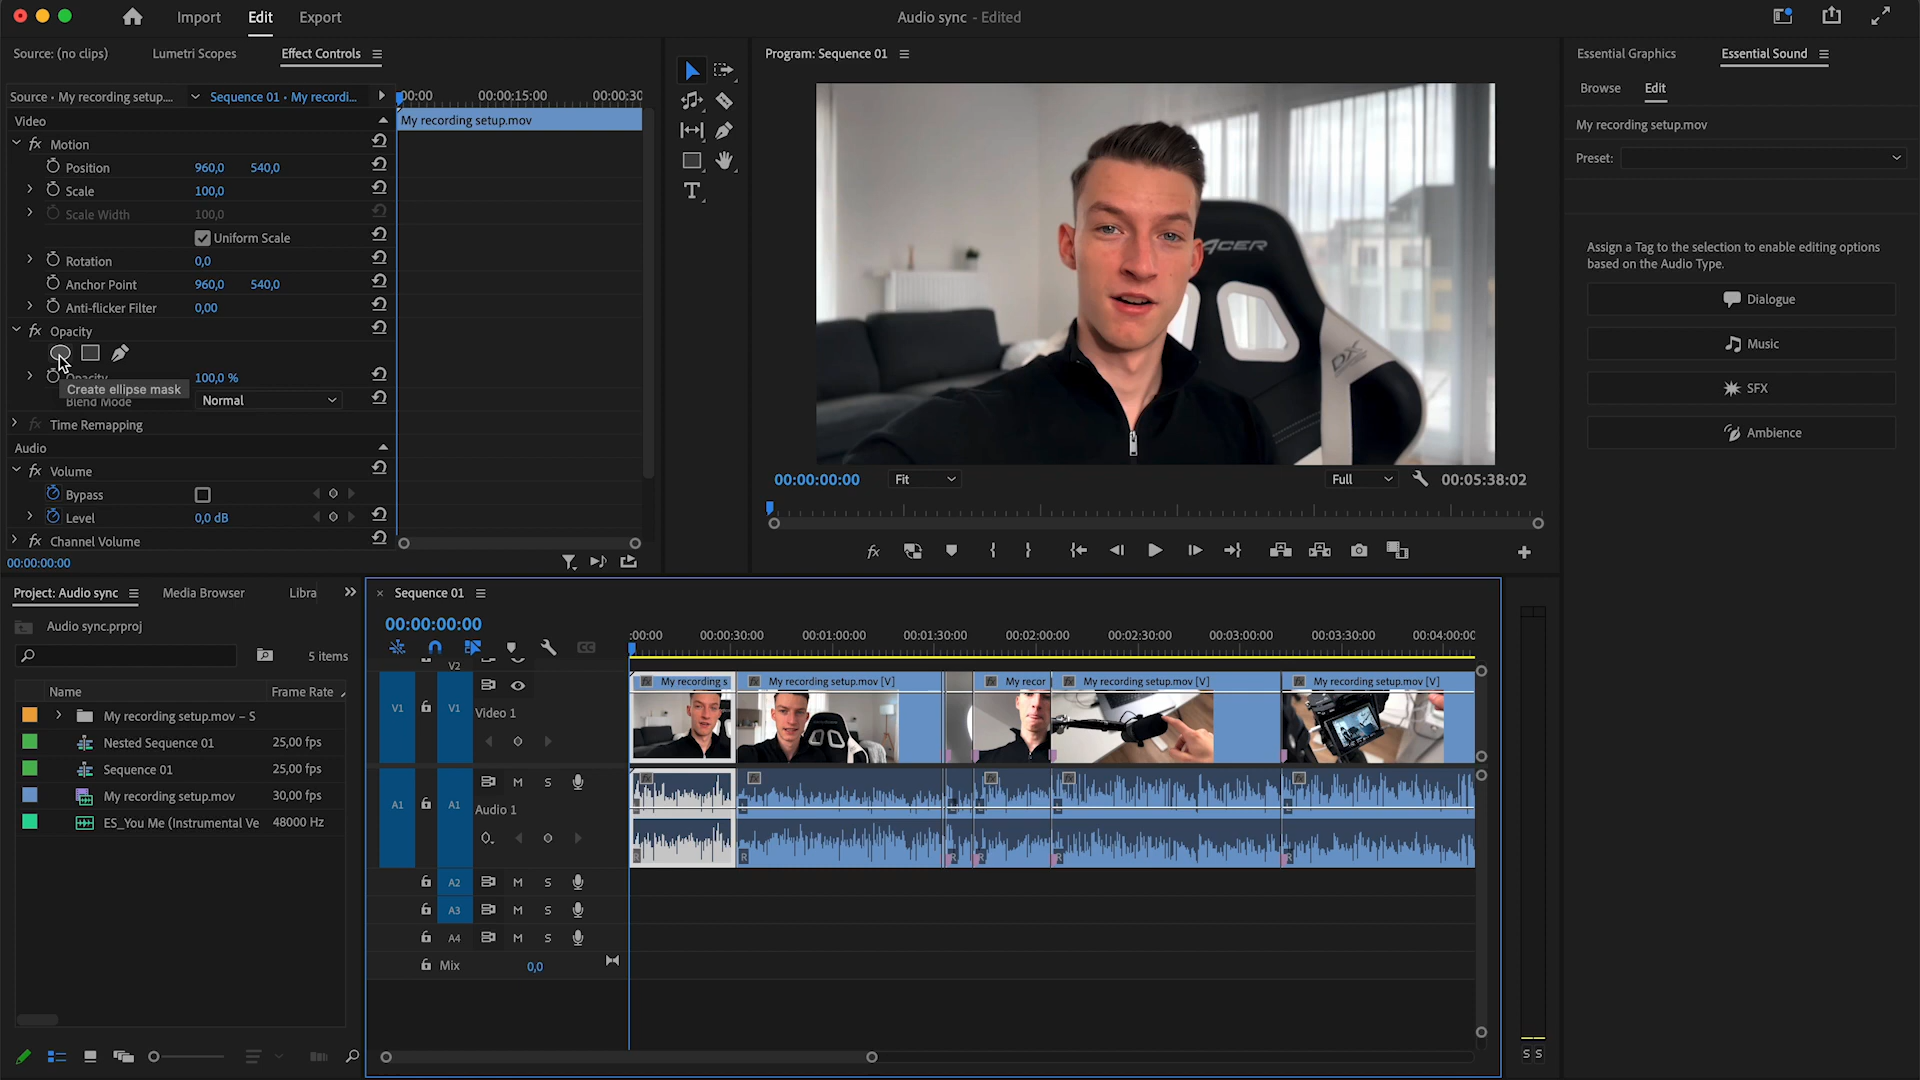 Import
Edit
Export
Audio sync - Edited
Source: (no clips)
Lumetri Scopes
Effect Controls
Source • My recording setup....
Sequence 01 • My recordi...
00:00
00:00:15:00
00:00:30
Video
My recording setup.mov
Motion
Position
960,0
540,0
Scale
100,0
Scale Width
100,0
Uniform Scale
Rotation
0,0
Anchor Point
960,0
540,0
Anti-flicker Filter
0,00
Opacity
Opacity
100,0 %
Create ellipse mask
Blend Mode
Normal
Time Remapping
Audio
Volume
Bypass
Level
0,0 dB
Channel Volume
00:00:00:00
Program: Sequence 01
ACER
DX
00:00:00:00
Fit
Full
00:05:38:02
Essential Graphics
Essential Sound
Browse
Edit
My recording setup.mov
Preset:
Assign a Tag to the selection to enable editing options
based on the Audio Type.
Dialogue
Music
SFX
Ambience
Project: Audio sync
Media Browser
Libra
Audio sync.prproj
5 items
Name
Frame Rate
My recording setup.mov – S
Nested Sequence 01
25,00 fps
Sequence 01
25,00 fps
My recording setup.mov
30,00 fps
ES_You Me (Instrumental Ve
48000 Hz
Sequence 01
00:00:00:00
:00:00
00:00:30:00
00:01:00:00
00:01:30:00
00:02:00:00
00:02:30:00
00:03:00:00
00:03:30:00
00:04:00:00
V2
V1
V1
Video 1
My recording s
My recording setup.mov [V]
My recor
My recording setup.mov [V]
My recording setup.mov [V]
A1
A1
M
S
Audio 1
A2
M
S
A3
M
S
A4
M
S
Mix
0,0
S
S